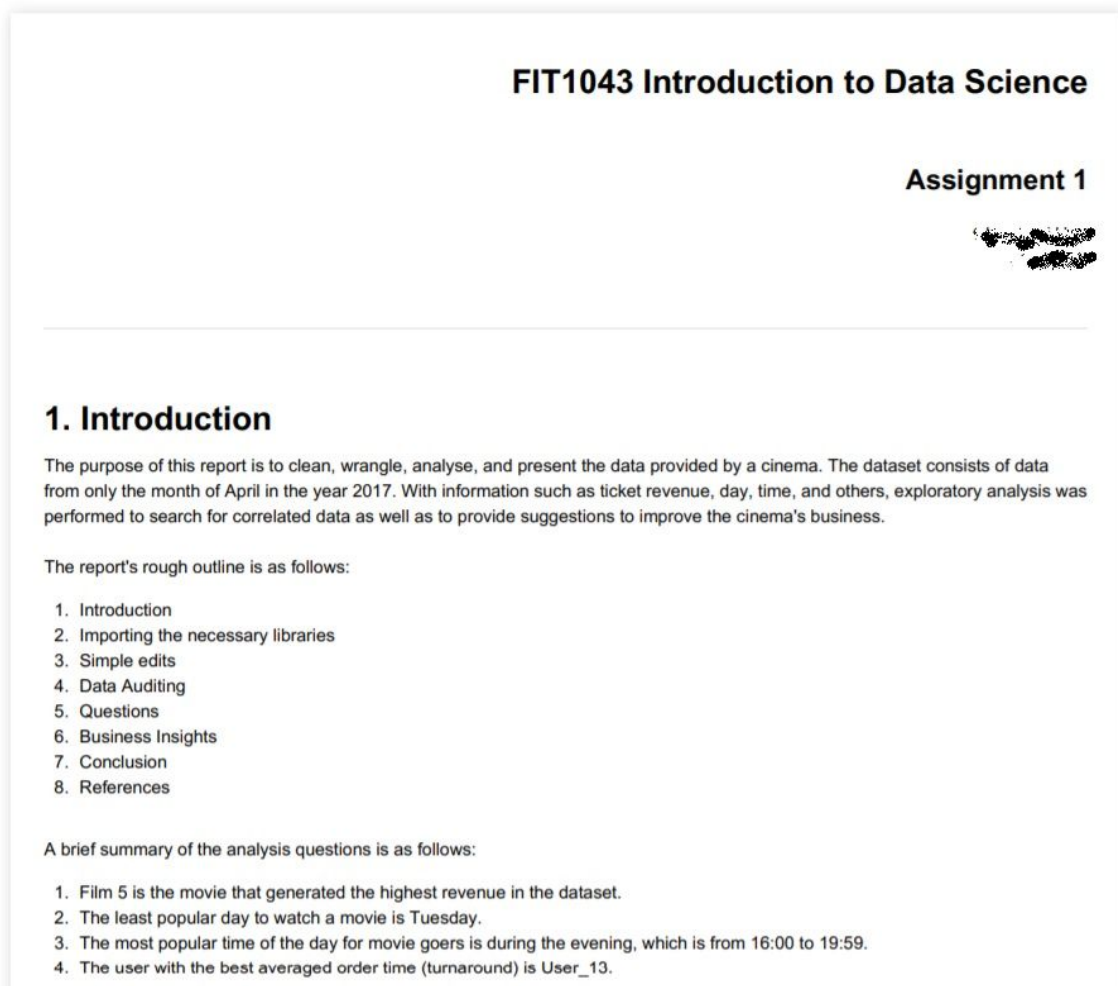 FIT1043 Introduction to Data Science
Assignment 1
1. Introduction
The purpose of this report is to clean, wrangle, analyse, and present the data provided by a cinema. The dataset consists of data
from only the month of April in the year 2017. With information such as ticket revenue, day, time, and others, exploratory analysis was
performed to search for correlated data as well as to provide suggestions to improve the cinema's business.
The report's rough outline is as follows:
1. Introduction
2. Importing the necessary libraries
3. Simple edits
4. Data Auditing
5. Questions
6. Business Insights
7. Conclusion
8. References
A brief summary of the analysis questions is as follows:
1. Film 5 is the movie that generated the highest revenue in the dataset.
2. The least popular day to watch a movie is Tuesday.
3. The most popular time of the day for movie goers is during the evening, which is from 16:00 to 19:59.
4. The user with the best averaged order time (turnaround) is User_13.